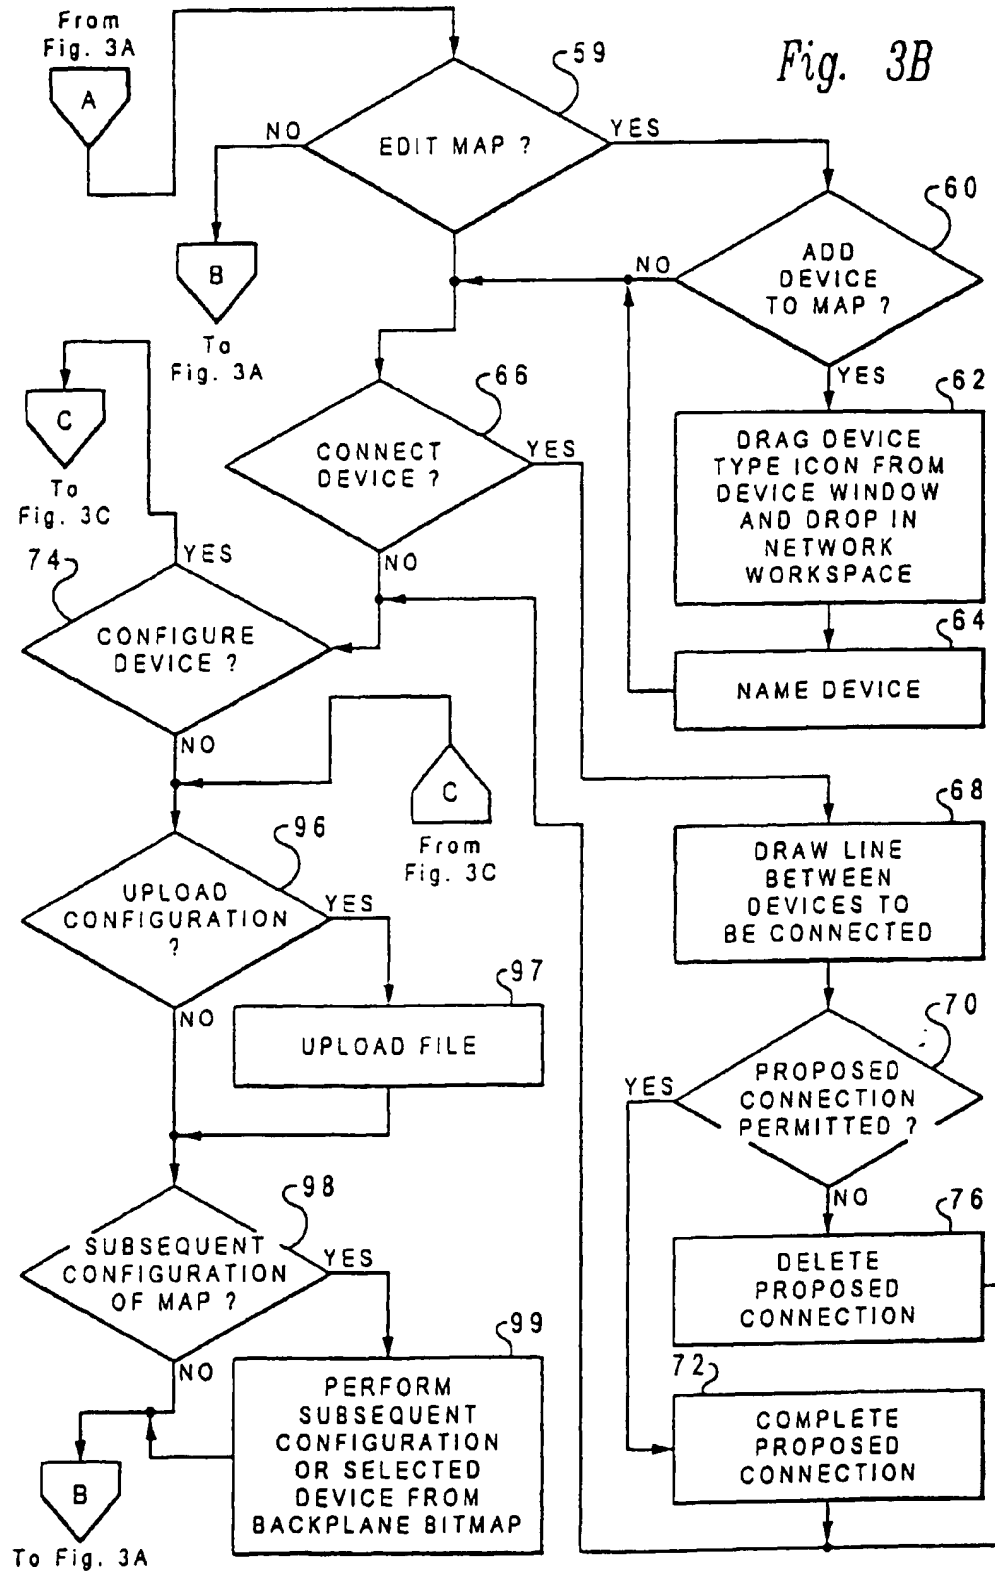 From
Fig. 3A
A
Fig. 3B
59
EDIT MAP ?
NO
YES
B
To
Fig. 3A
60
ADD
DEVICE
TO MAP ?
NO
YES
C
To
Fig. 3C
66
CONNECT
DEVICE ?
YES
NO
62
DRAG DEVICE
TYPE ICON FROM
DEVICE WINDOW
AND DROP IN
NETWORK
WORKSPACE
64
NAME DEVICE
74
YES
CONFIGURE
DEVICE ?
NO
C
From
Fig. 3C
68
DRAW LINE
BETWEEN
DEVICES TO
BE CONNECTED
96
UPLOAD
CONFIGURATION
?
YES
NO
97
UPLOAD FILE
70
PROPOSED
CONNECTION
PERMITTED ?
YES
NO
76
DELETE
PROPOSED
CONNECTION
98
SUBSEQUENT
CONFIGURATION
OF MAP ?
YES
NO
99
PERFORM
SUBSEQUENT
CONFIGURATION
OR SELECTED
DEVICE FROM
BACKPLANE BITMAP
72
COMPLETE
PROPOSED
CONNECTION
B
To Fig. 3A